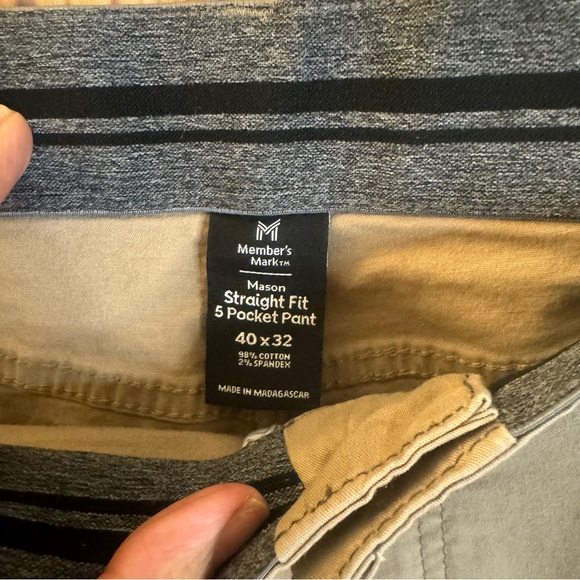 Member's
Mark™
Mason
Straight Fit
5 Pocket Pant
40 x 32
98% COTTON
2% SPANDEX
MADE IN MADAGASCAR